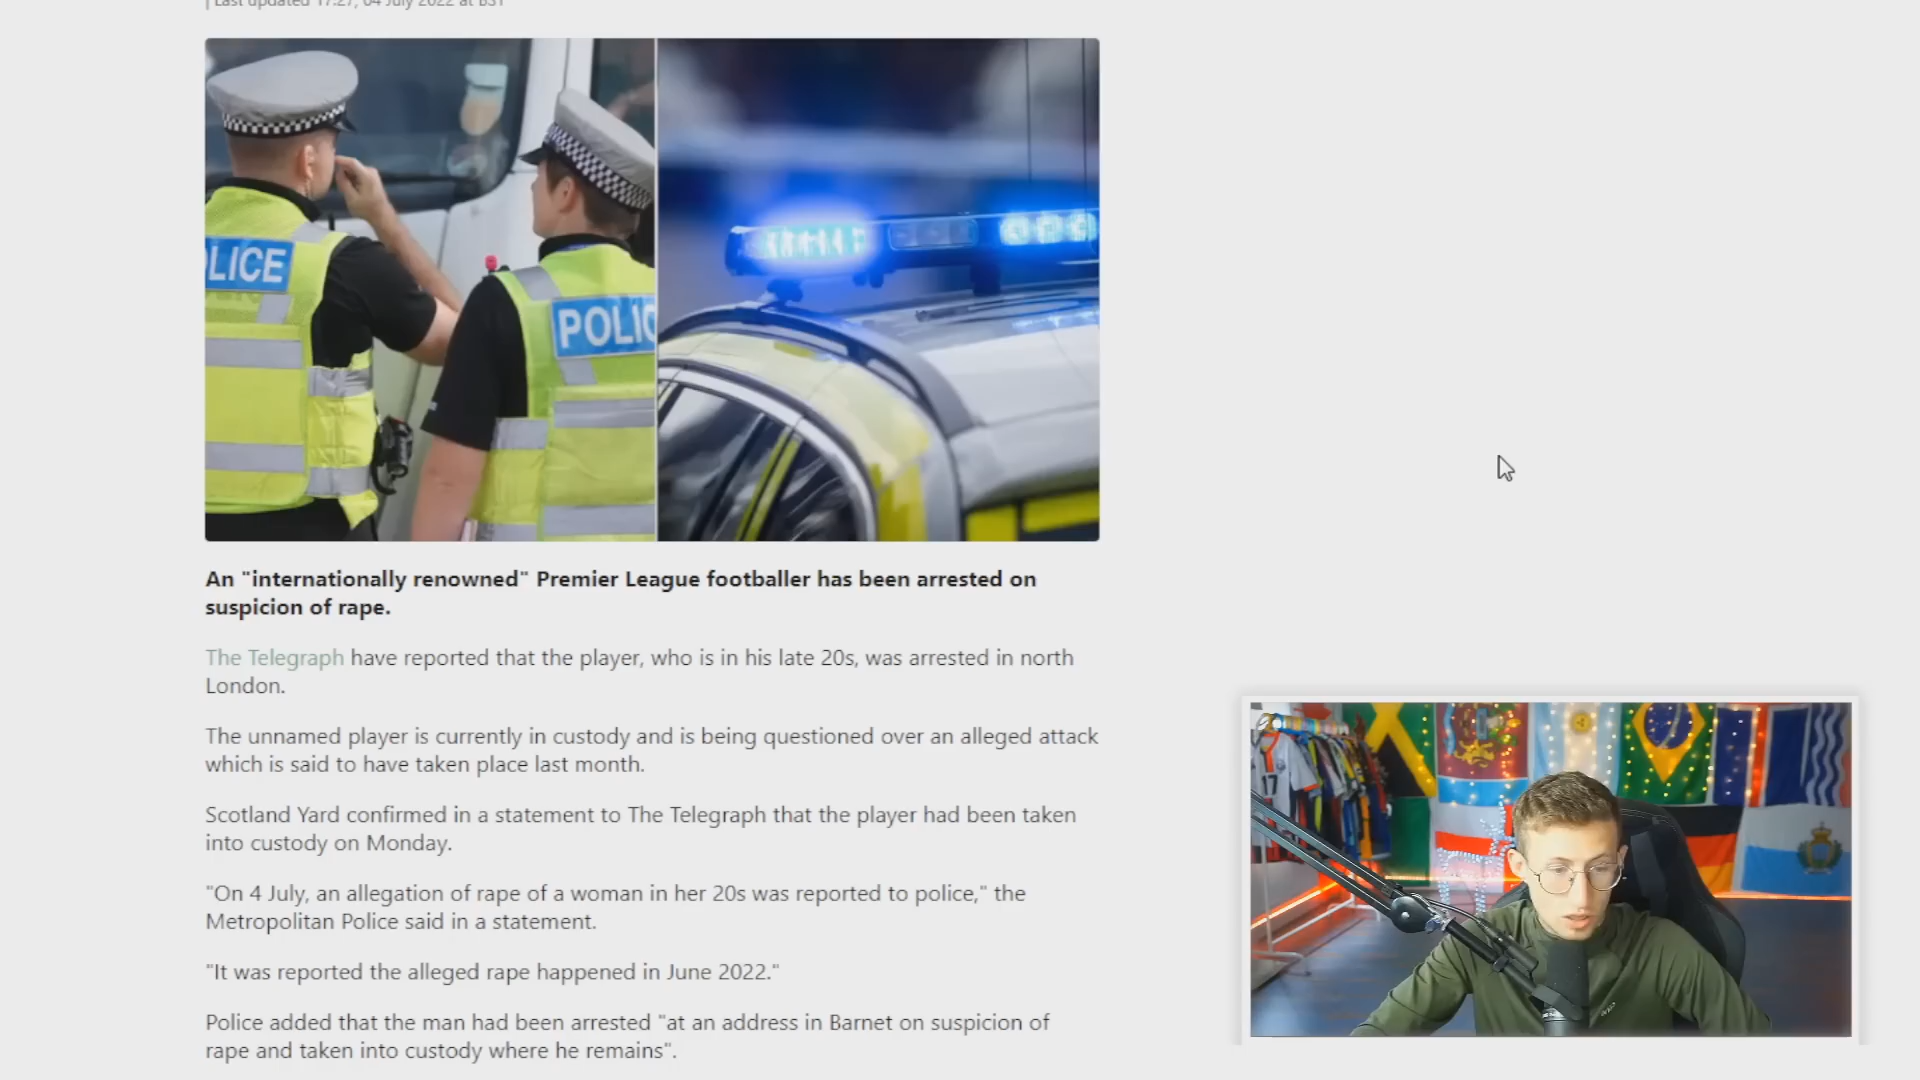 Last updated 17:27, 04 July 2022 at BST
LICE
POLIC
An "internationally renowned" Premier League footballer has been arrested on
suspicion of rape.
The Telegraph have reported that the player, who is in his late 20s, was arrested in north
London.
The unnamed player is currently in custody and is being questioned over an alleged attack
which is said to have taken place last month.
Scotland Yard confirmed in a statement to The Telegraph that the player had been taken
into custody on Monday.
"On 4 July, an allegation of rape of a woman in her 20s was reported to police," the
Metropolitan Police said in a statement.
"It was reported the alleged rape happened in June 2022."
Police added that the man had been arrested "at an address in Barnet on suspicion of
rape and taken into custody where he remains".
17